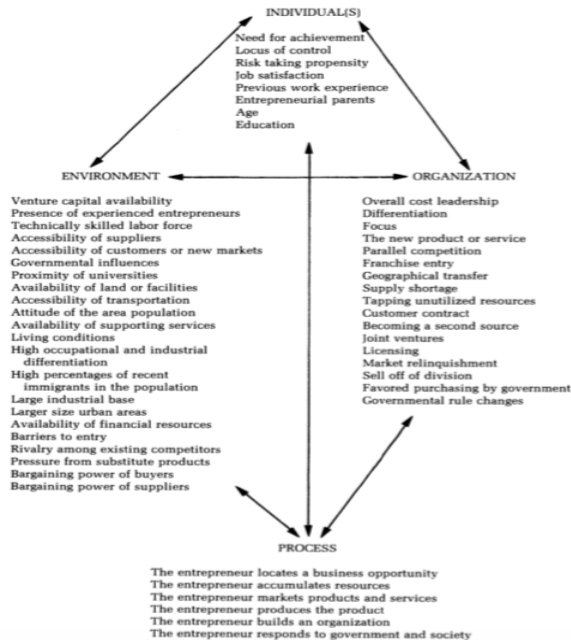 INDIVIDUAL(S)
Need for achievement
Locus of control
Risk taking propensity
Job satisfaction
Previous work experience
Entrepreneurial parents
Age
Education
ENVIRONMENT
Venture capital availability
Presence of experienced entrepreneurs
Technically skilled labor force
Accessibility of suppliers
Accessibility of customers or new markets
Governmental influences
Proximity of universities
Availability of land or facilities
Accessibility of transportation
Attitude of the area population
Availability of supporting services
Living conditions
High occupational and industrial
differentiation
High percentages of recent
immigrants in the population
Large industrial base
Larger size urban areas
Availability of financial resources
Barriers to entry
Rivalry among existing competitors
Pressure from substitute products
Bargaining power of buyers
Bargaining power of suppliers
ORGANIZATION
Overall cost leadership
Differentiation
Focus
The new product or service
Parallel competition
Franchise entry
Geographical transfer
Supply shortage
Tapping unutilized resources
Customer contract
Becoming a second source
Joint ventures
Licensing
Market relinquishment
Sell off of division
Favored purchasing by government
Governmental rule changes
PROCESS
The entrepreneur locates a business opportunity
The entrepreneur accumulates resources
The entrepreneur markets products and services
The entrepreneur produces the product
The entrepreneur builds an organization
The entrepreneur responds to government and society